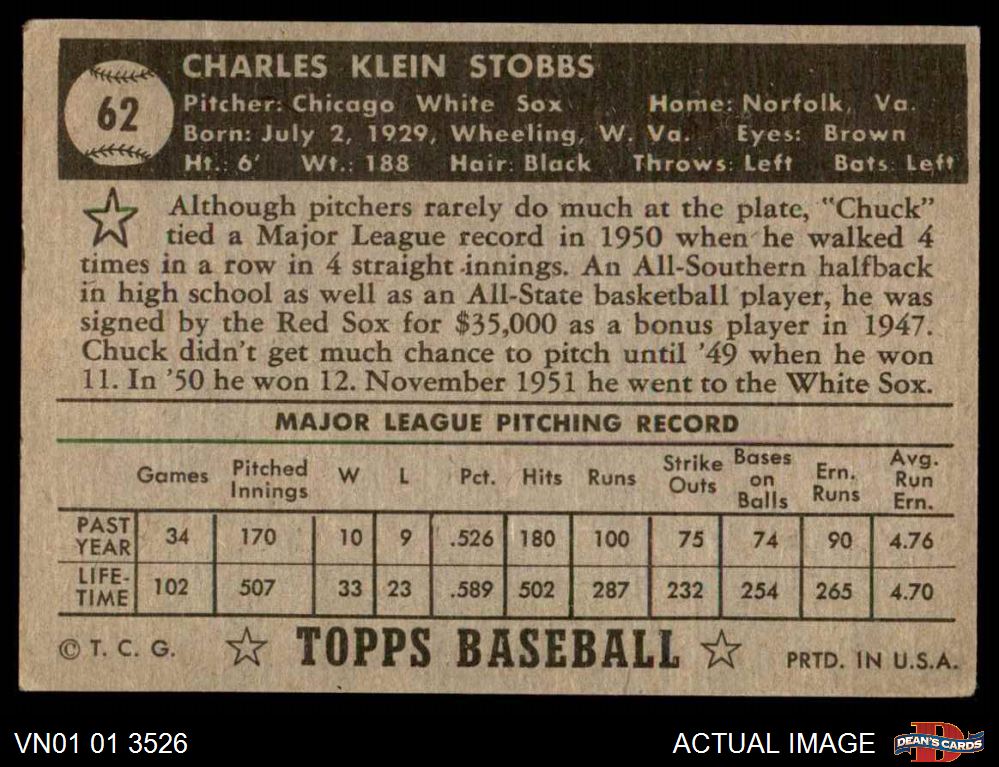 CHARLES KLEIN STOBBS
62
Pitcher: Chicago White Sox Home: Norfolk, Va.
Born: July 2, 1929, Wheeling, W. Va. Eyes: Brown
Ht.: 6' Wt.: 188 Hair: Black Throws: Left Bats: Left
Although pitchers rarely do much at the plate, "Chuck"
tied a Major League record in 1950 when he walked 4
times in a row in 4 straight innings. An All-Southern halfback
in high school as well as an All-State basketball player, he was
signed by the Red Sox for $35,000 as a bonus player in 1947.
Chuck didn't get much chance to pitch until '49 when he won
11. In '50 he won 12. November 1951 he went to the White Sox.
MAJOR LEAGUE PITCHING RECORD
Games Pitched Innings W L Pct. Hits Runs Strike Outs Bases on Balls Ern. Runs Avg. Run Ern.
PAST YEAR 34 170 10 9 .526 180 100 75 74 90 4.76
LIFE-TIME 102 507 33 23 .589 502 287 232 254 265 4.70
© T. C. G. TOPPS BASEBALL PRTD. IN U.S.A.
VN01 01 3526 ACTUAL IMAGE DEAN'S CARDS